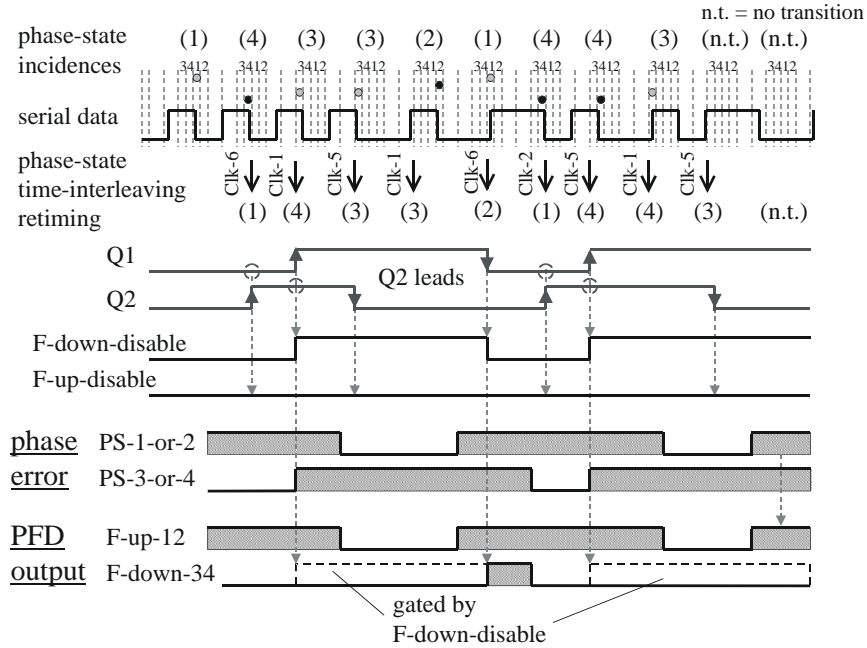 n.t. = no transition
phase-state (1) (4) (3) (3) (2) (1) (4) (4) (3) (n.t.) (n.t.)
incidences 3412 3412 3412 3412 3412 3412 3412 3412 3412 3412 3412
serial data
phase-state Clk-6 Clk-1 Clk-5 Clk-1 Clk-6 Clk-2 Clk-5 Clk-1 Clk-5
time-interleaving
retiming (1) (4) (3) (3) (2) (1) (4) (4) (3) (n.t.)
Q1
Q2 leads
Q2
F-down-disable
F-up-disable
phase PS-1-or-2
error PS-3-or-4
PFD F-up-12
output F-down-34
gated by
F-down-disable